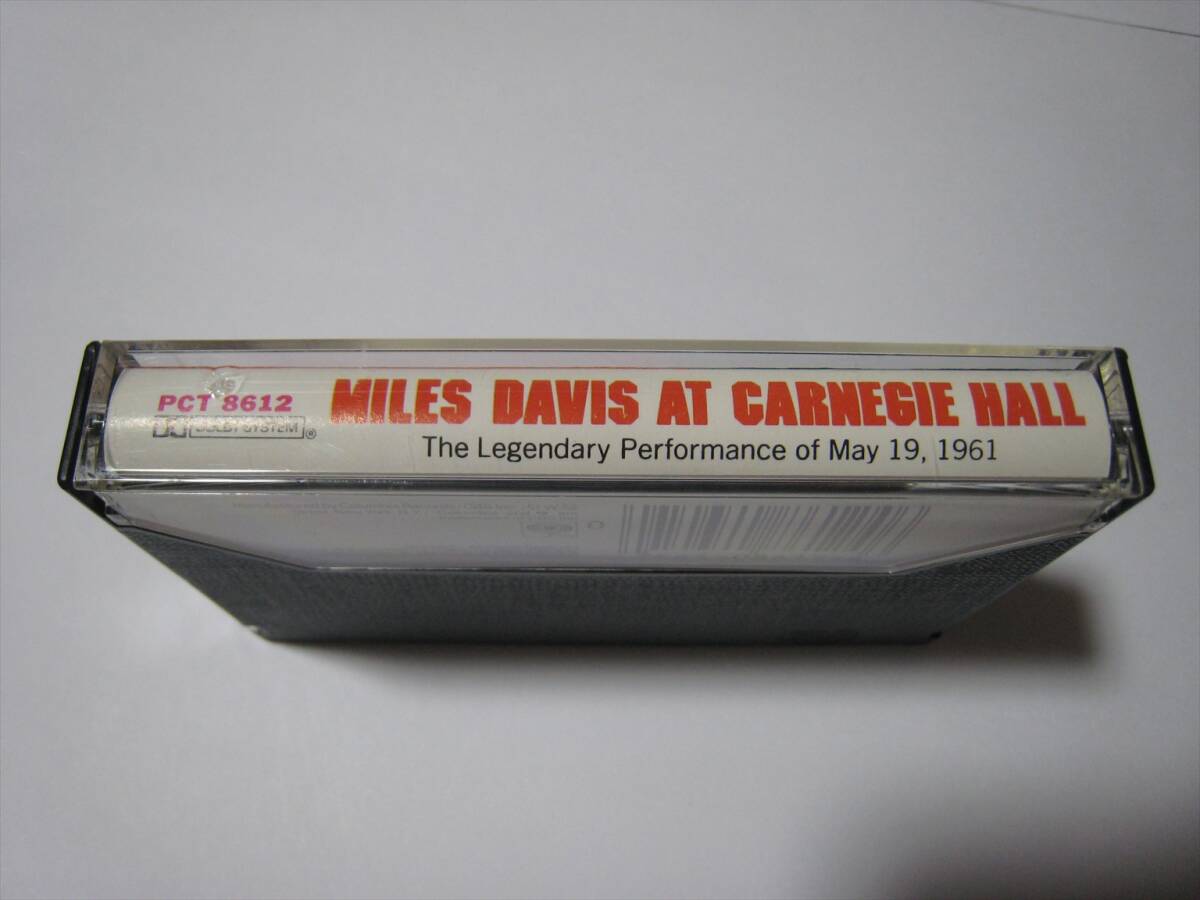 PCT 8612
DOLBY SYSTEM ®
MILES DAVIS AT CARNEGIE HALL
The Legendary Performance of May 19, 1961